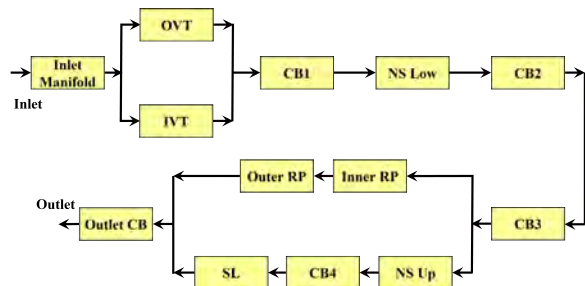 OVT
Inlet
Manifold
Inlet
IVT
CB1
NS Low
CB2
Outer RP
Inner RP
Outlet
Outlet CB
CB3
SL
CB4
NS Up